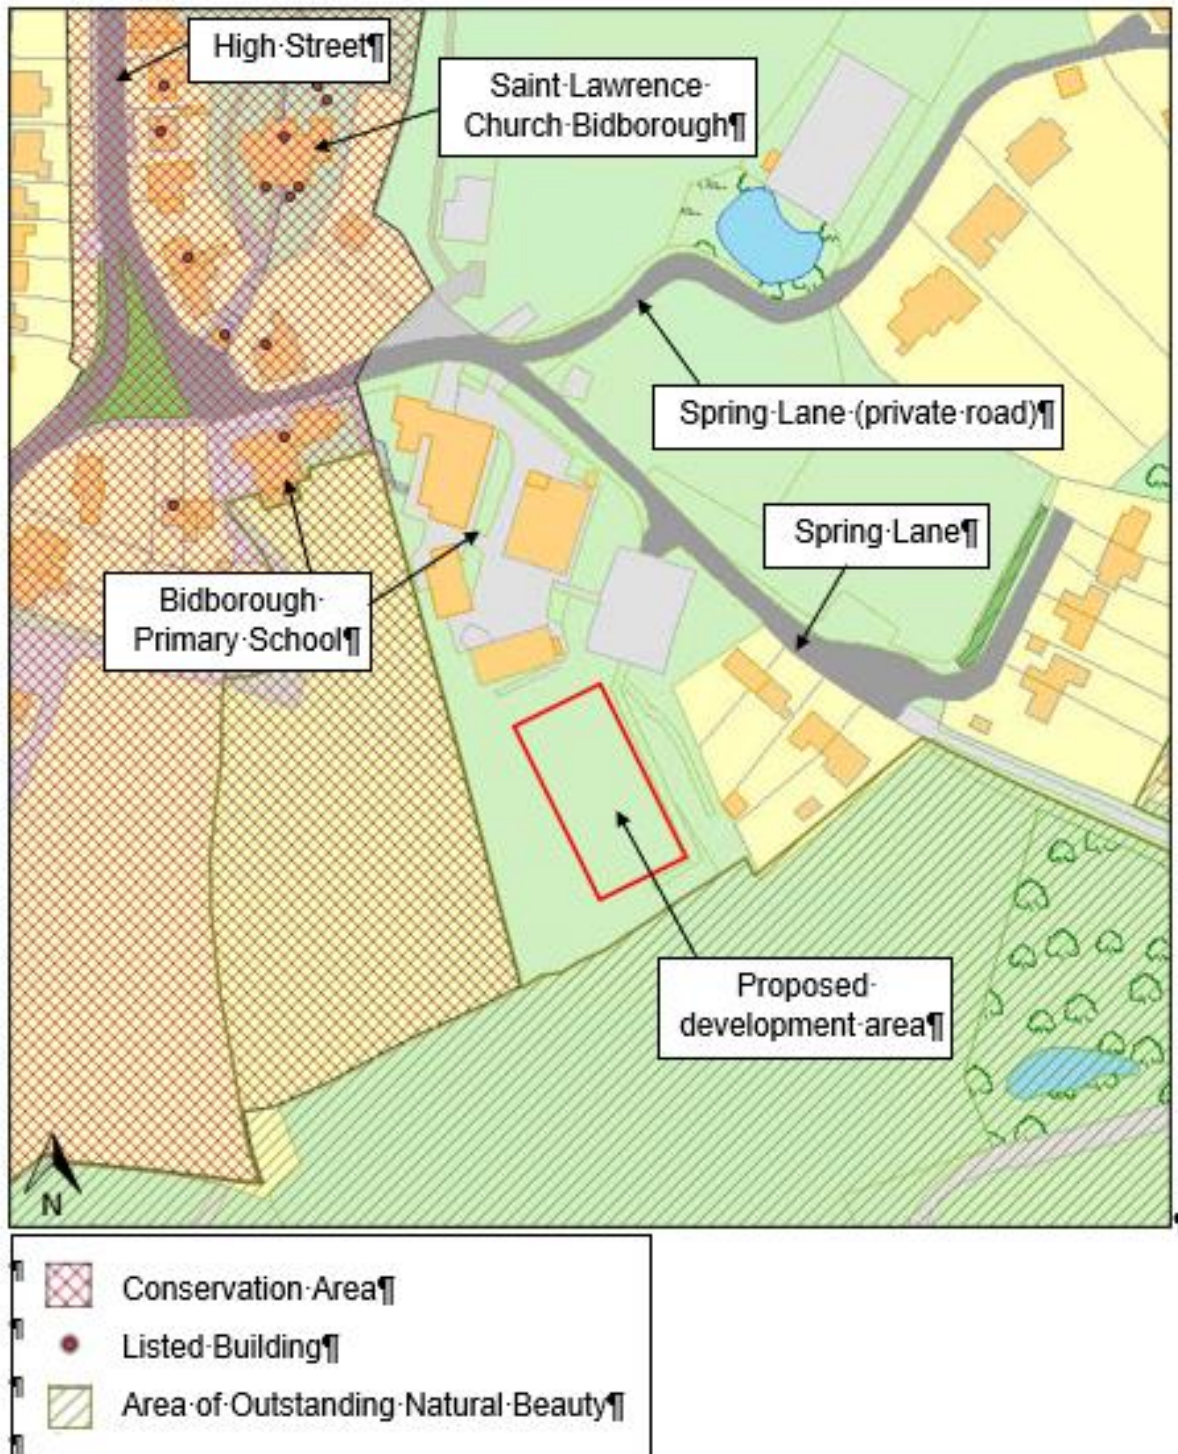 High·Street¶
Saint·Lawrence·
Church·Bidborough¶
Spring·Lane·(private·road)¶
Spring·Lane¶
Bidborough·
Primary·School¶
Proposed·
development·area¶
N
¶
Conservation·Area¶
¶
Listed·Building¶
¶
Area·of·Outstanding·Natural·Beauty¶
¶